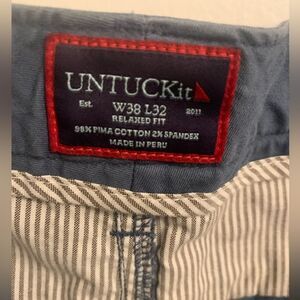 UNTUCKit
Est. W38 L32 2011
RELAXED FIT
98% PIMA COTTON 2% SPANDEX
MADE IN PERU